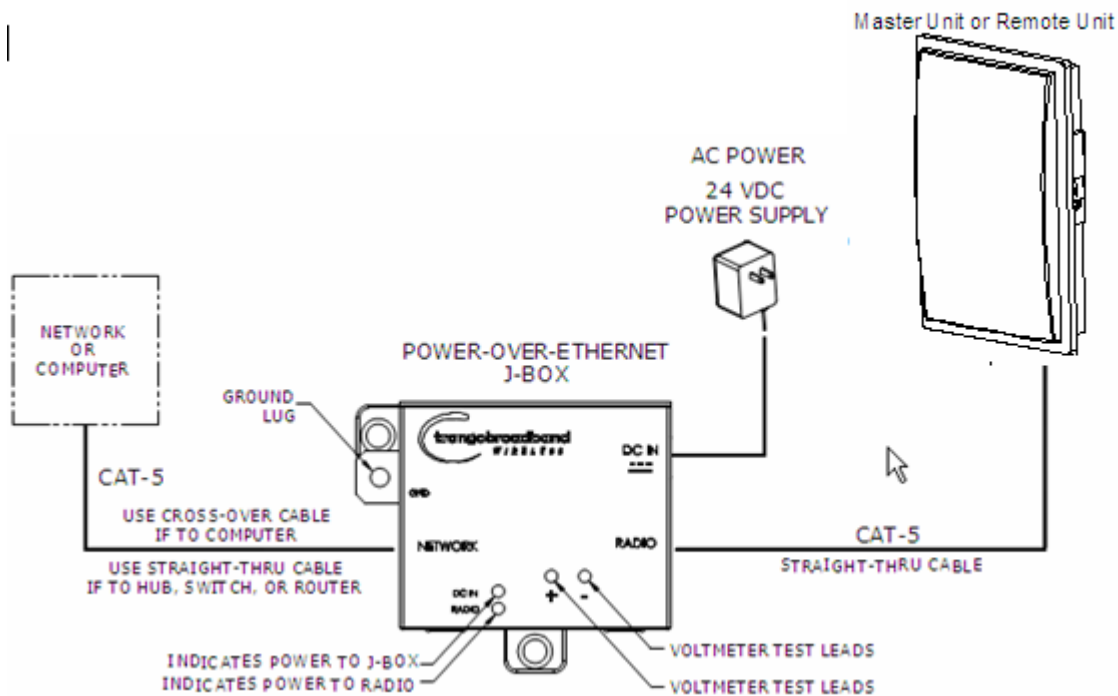 Master Unit or Remote Unit
AC POWER
24 VDC
POWER SUPPLY
NETWORK
OR
COMPUTER
POWER-OVER-ETHERNET
J-BOX
GROUND
LUG
trangobroadband
WIRELESS
DC IN
GND
CAT-5
USE CROSS-OVER CABLE
IF TO COMPUTER
USE STRAIGHT-THRU CABLE
IF TO HUB, SWITCH, OR ROUTER
NETWORK
RADIO
CAT-5
STRAIGHT-THRU CABLE
DC IN
RADIO
+ -
INDICATES POWER TO J-BOX
INDICATES POWER TO RADIO
VOLTMETER TEST LEADS
VOLTMETER TEST LEADS